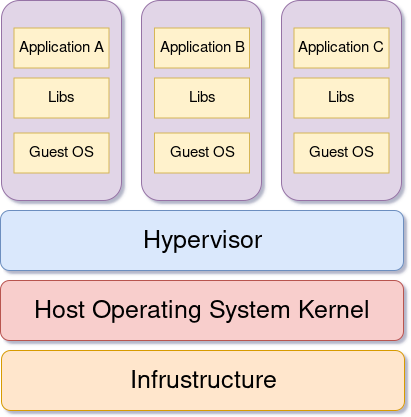 Application A
Libs
Guest OS
Application B
Libs
Guest OS
Application C
Libs
Guest OS
Hypervisor
Host Operating System Kernel
Infrustructure